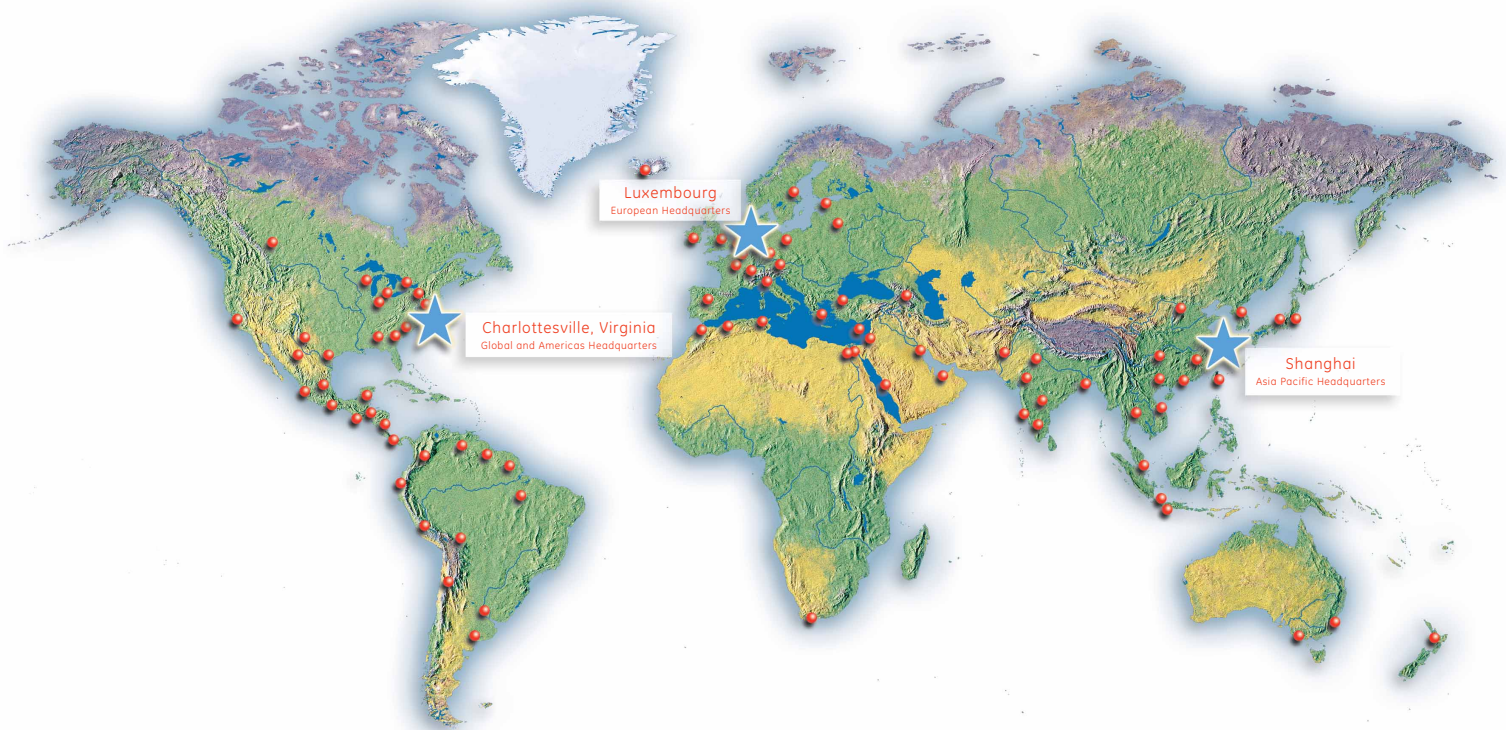 Luxembourg
European Headquarters
Charlottesville, Virginia
Global and Americas Headquarters
Shanghai
Asia Pacific Headquarters